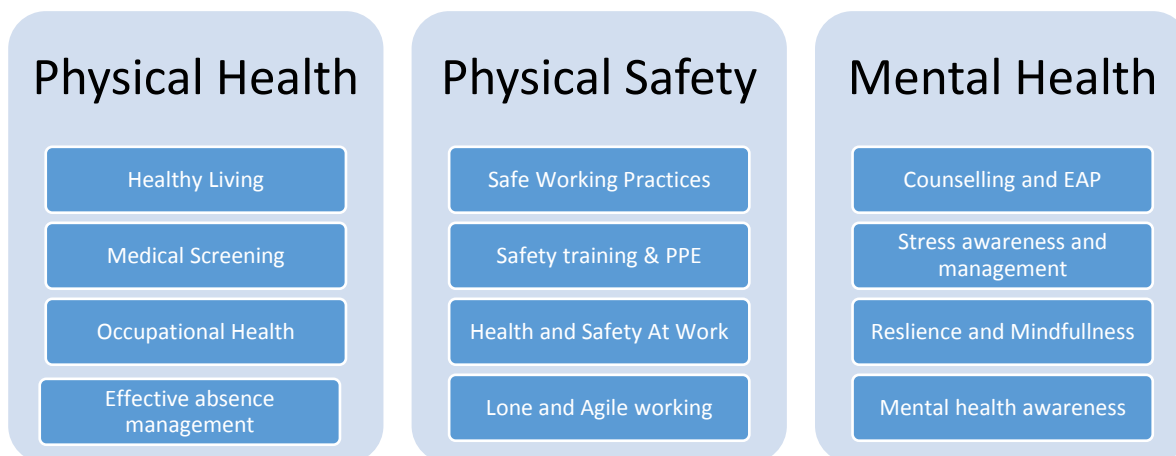 Physical Health
Healthy Living
Medical Screening
Occupational Health
Effective absence
management
Physical Safety
Safe Working Practices
Safety training & PPE
Health and Safety At Work
Lone and Agile working
Mental Health
Counselling and EAP
Stress awareness and
management
Reslience and Mindfullness
Mental health awareness